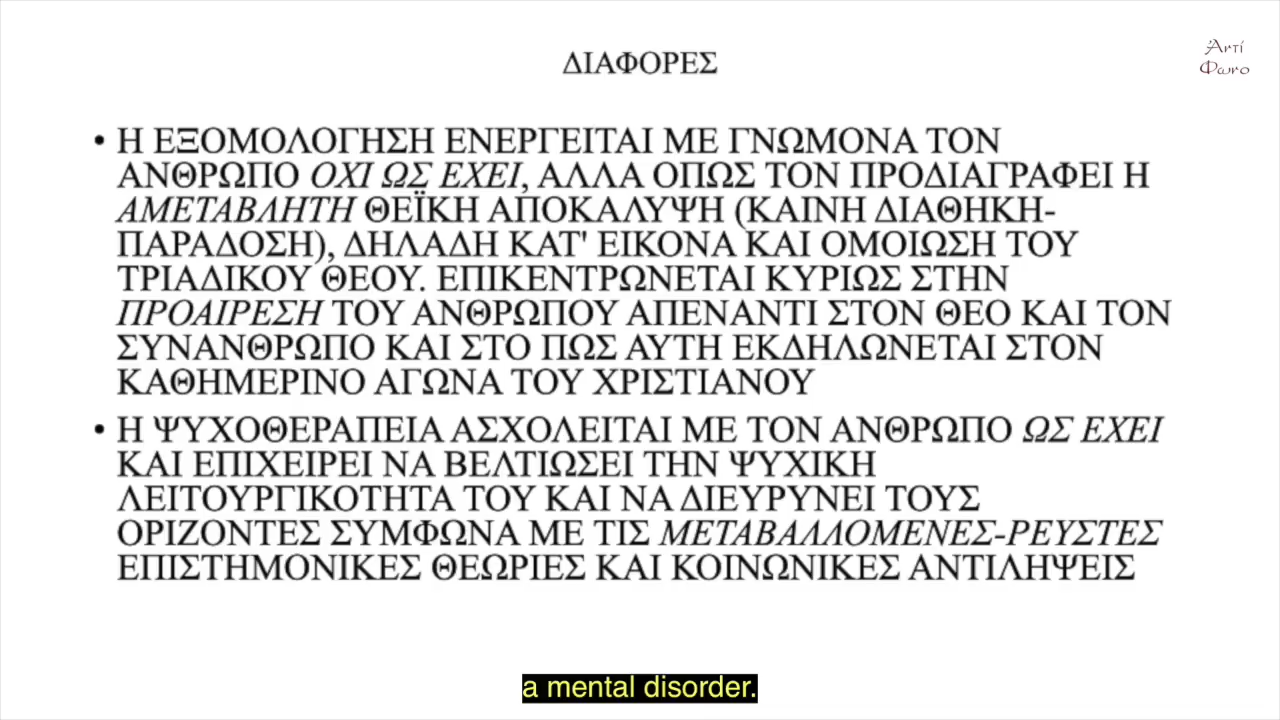 ΔΙΑΦΟΡΕΣ
Ἀντί
Φωνο
• Η ΕΞΟΜΟΛΟΓΗΣΗ ΕΝΕΡΓΕΙΤΑΙ ΜΕ ΓΝΩΜΟΝΑ ΤΟΝ
ΑΝΘΡΩΠΟ ΟΧΙ ΩΣ ΕΧΕΙ, ΑΛΛΑ ΟΠΩΣ ΤΟΝ ΠΡΟΔΙΑΓΡΑΦΕΙ Η
ΑΜΕΤΑΒΛΗΤΗ ΘΕΪΚΗ ΑΠΟΚΑΛΥΨΗ (ΚΑΙΝΗ ΔΙΑΘΗΚΗ-
ΠΑΡΑΔΟΣΗ), ΔΗΛΑΔΗ ΚΑΤ' ΕΙΚΟΝΑ ΚΑΙ ΟΜΟΙΩΣΗ ΤΟΥ
ΤΡΙΑΔΙΚΟΥ ΘΕΟΥ. ΕΠΙΚΕΝΤΡΩΝΕΤΑΙ ΚΥΡΙΩΣ ΣΤΗΝ
ΠΡΟΑΙΡΕΣΗ ΤΟΥ ΑΝΘΡΩΠΟΥ ΑΠΕΝΑΝΤΙ ΣΤΟΝ ΘΕΟ ΚΑΙ ΤΟΝ
ΣΥΝΑΝΘΡΩΠΟ ΚΑΙ ΣΤΟ ΠΩΣ ΑΥΤΗ ΕΚΔΗΛΩΝΕΤΑΙ ΣΤΟΝ
ΚΑΘΗΜΕΡΙΝΟ ΑΓΩΝΑ ΤΟΥ ΧΡΙΣΤΙΑΝΟΥ
• Η ΨΥΧΟΘΕΡΑΠΕΙΑ ΑΣΧΟΛΕΙΤΑΙ ΜΕ ΤΟΝ ΑΝΘΡΩΠΟ ΩΣ ΕΧΕΙ
ΚΑΙ ΕΠΙΧΕΙΡΕΙ ΝΑ ΒΕΛΤΙΩΣΕΙ ΤΗΝ ΨΥΧΙΚΗ
ΛΕΙΤΟΥΡΓΙΚΟΤΗΤΑ ΤΟΥ ΚΑΙ ΝΑ ΔΙΕΥΡΥΝΕΙ ΤΟΥΣ
ΟΡΙΖΟΝΤΕΣ ΣΥΜΦΩΝΑ ΜΕ ΤΙΣ ΜΕΤΑΒΑΛΛΟΜΕΝΕΣ-ΡΕΥΣΤΕΣ
ΕΠΙΣΤΗΜΟΝΙΚΕΣ ΘΕΩΡΙΕΣ ΚΑΙ ΚΟΙΝΩΝΙΚΕΣ ΑΝΤΙΛΗΨΕΙΣ
a mental disorder.